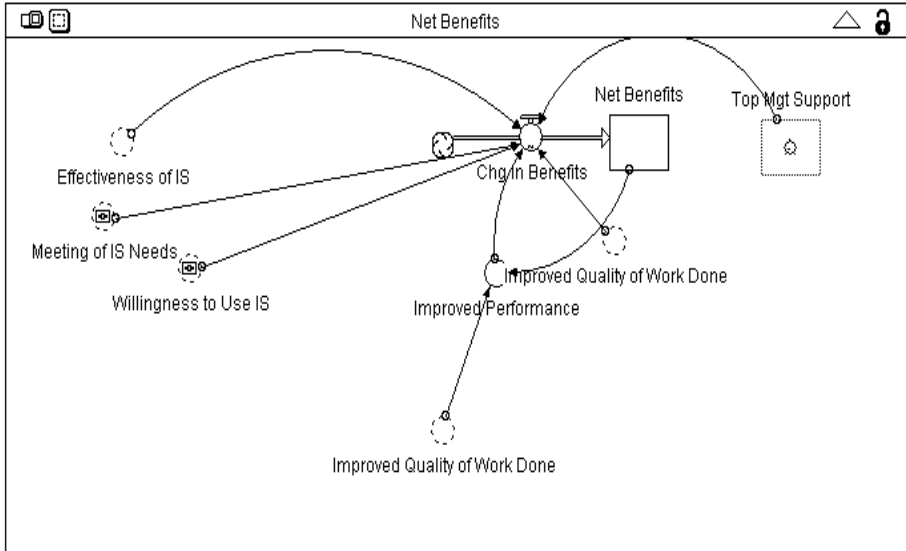 Net Benefits
Net Benefits
Top Mgt Support
Effectiveness of IS
Chg in Benefits
Meeting of IS Needs
Willingness to Use IS
Improved Quality of Work Done
Improved Performance
Improved Quality of Work Done